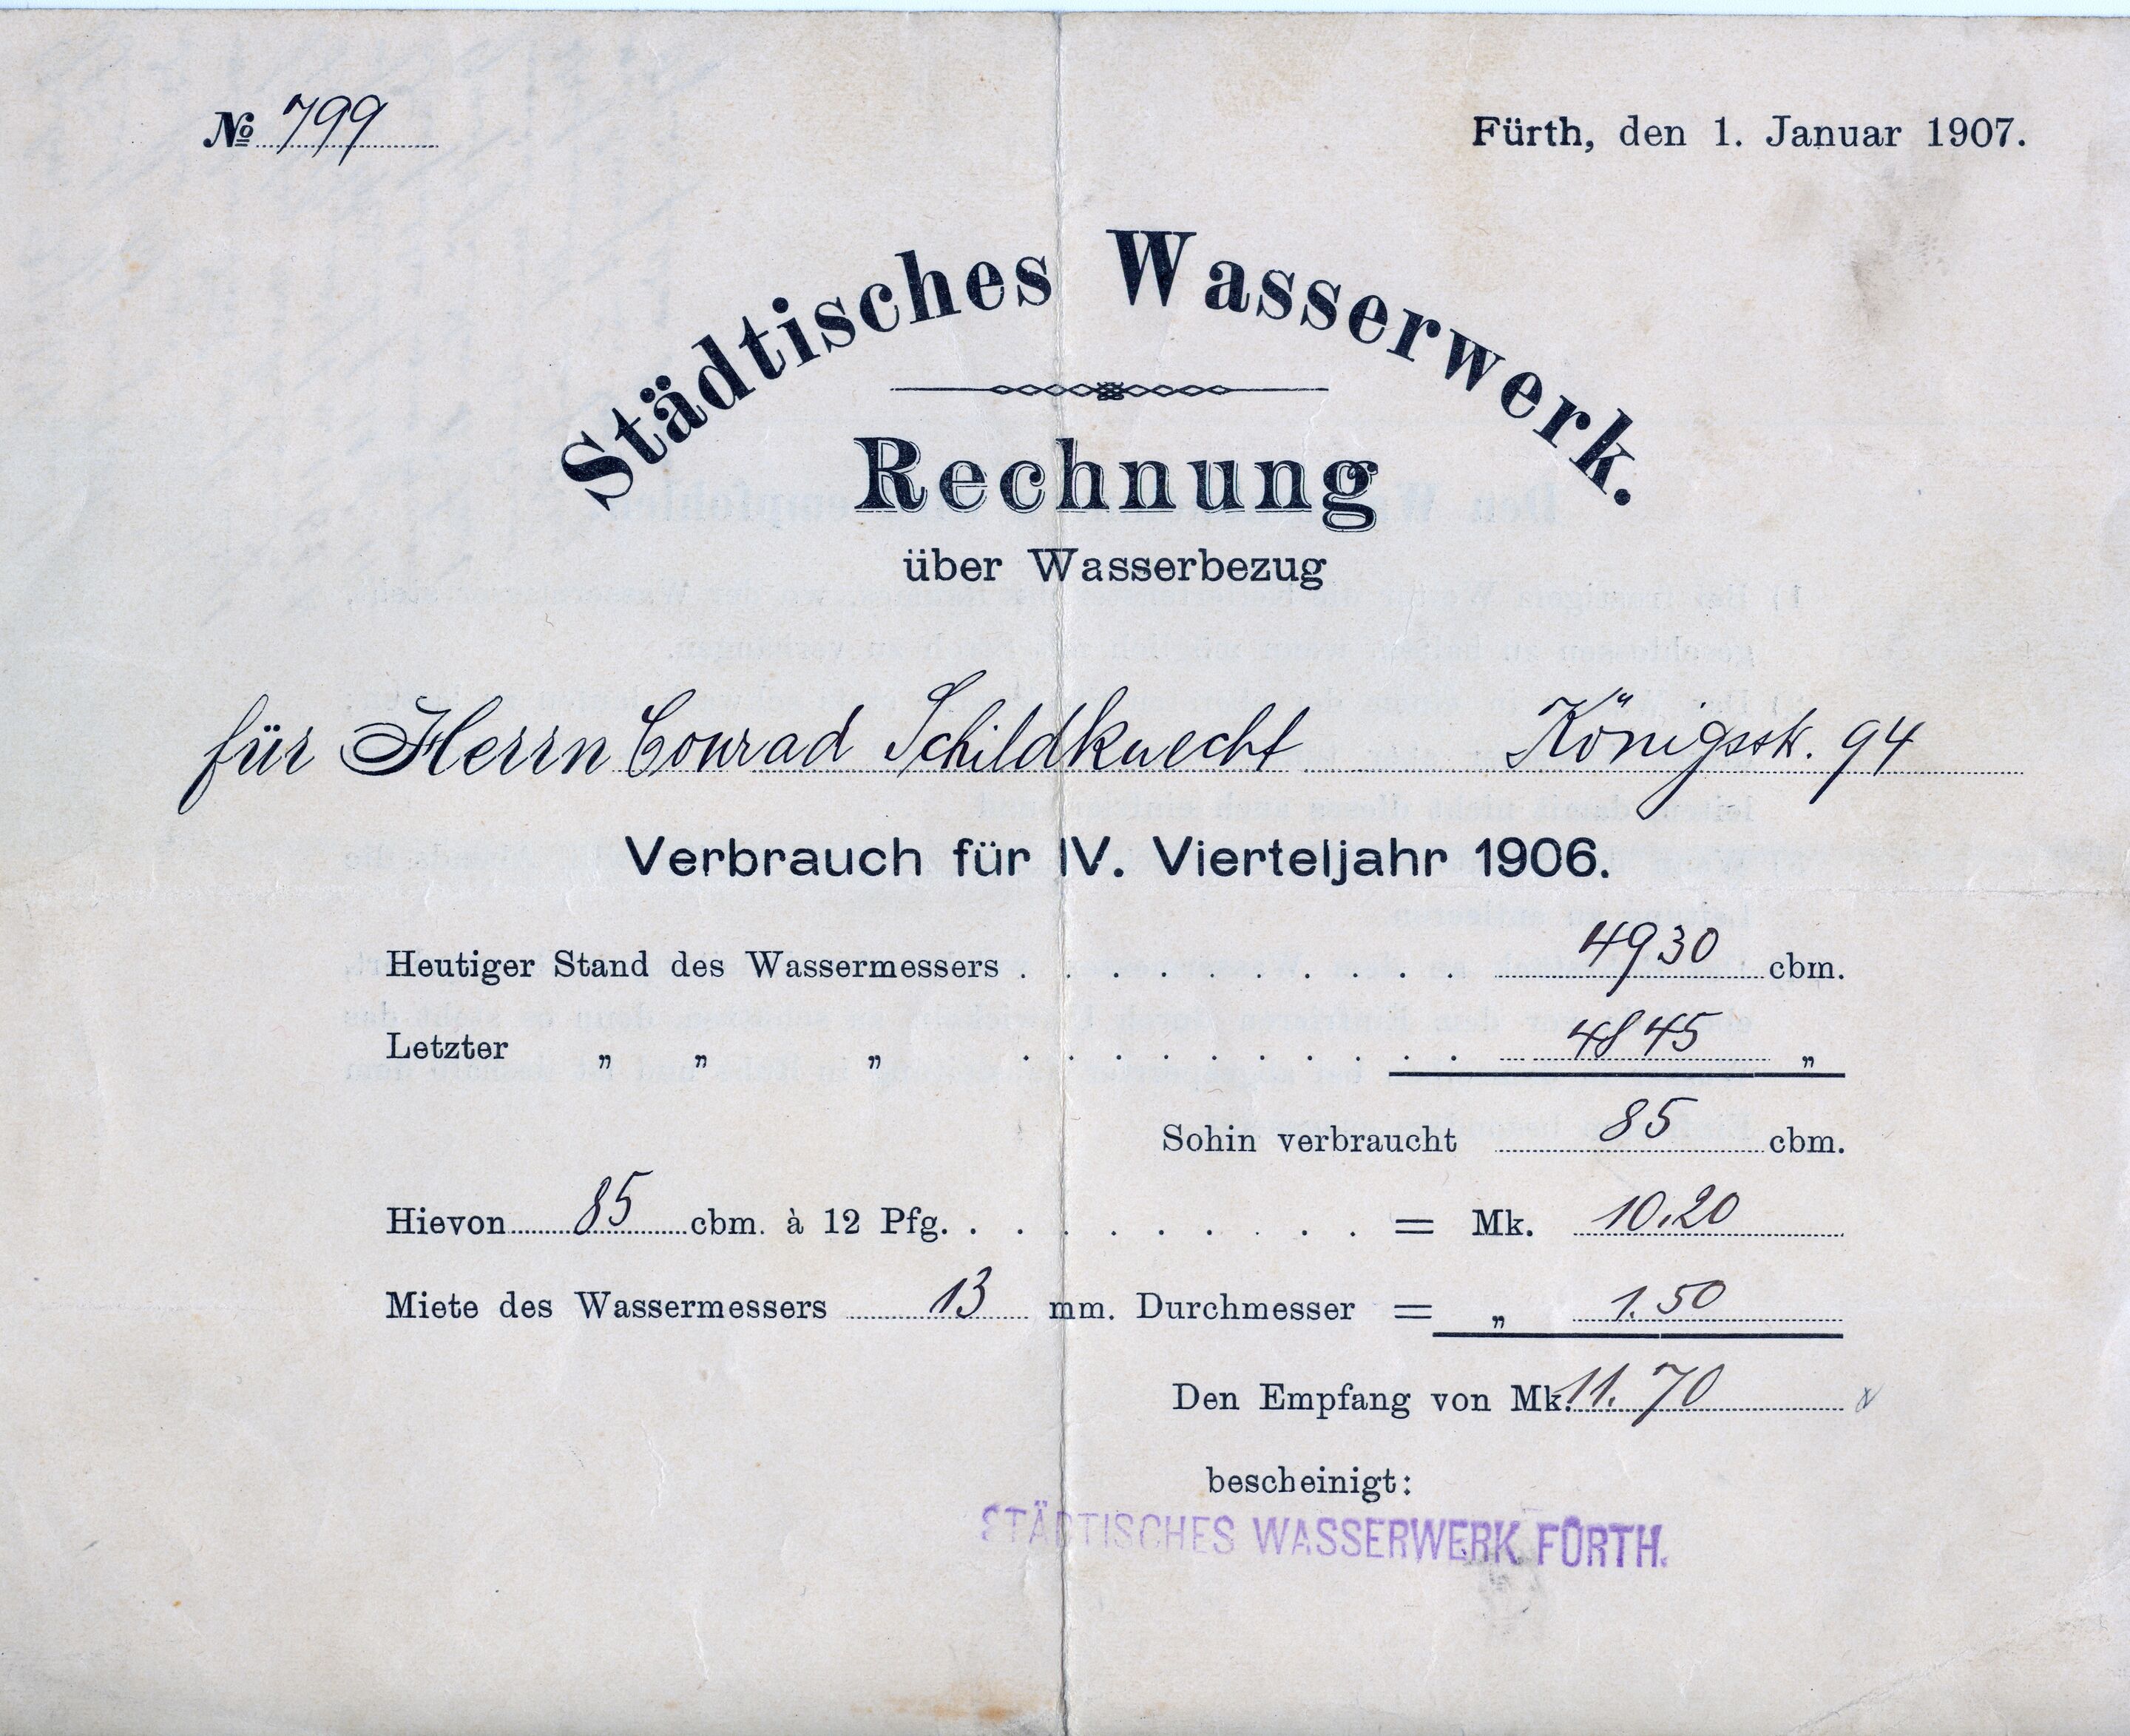 № 799
Fürth, den 1. Januar 1907.
Städtisches Wasserwerk.
Rechnung
über Wasserbezug
für Herrn Conrad Schildknecht Königsstr. 94
Verbrauch für IV. Vierteljahr 1906.
Heutiger Stand des Wassermessers . . . . . . . . . . 4930 cbm.
Letzter „ „ „ . . . . . . . . . . 4845 „
Sohin verbraucht 85 cbm.
Hievon 85 cbm. à 12 Pfg. . . . . . . . . . = Mk. 10.20
Miete des Wassermessers 13 mm. Durchmesser = „ 1.50
Den Empfang von Mk. 11.70
bescheinigt:
STÄDTISCHES WASSERWERK FÜRTH.